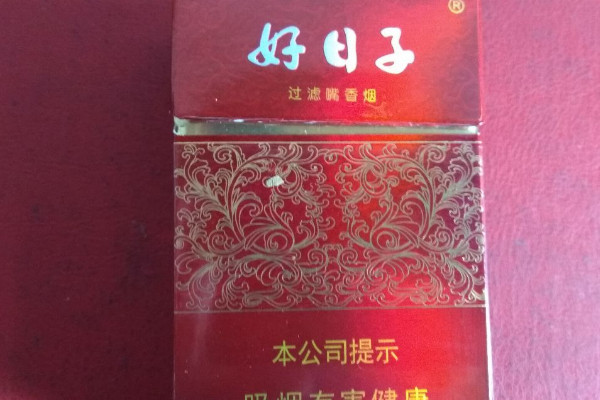 ®
好日子
过滤嘴香烟
本公司提示
吸烟有害健康